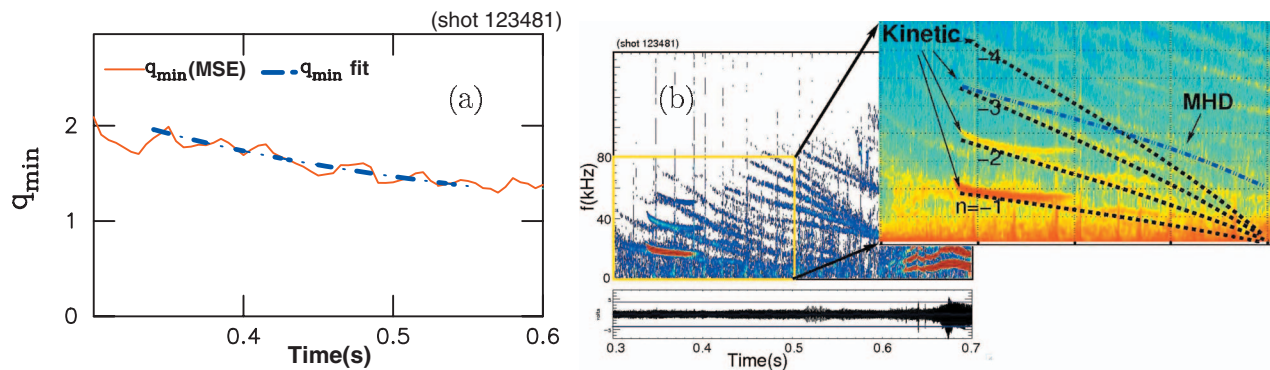 (shot 123481)
q_min(MSE) q_min fit
(a)
q_min
2
1
0
0.4 0.5 0.6
Time(s)
(shot 123481)
(b)
f(kHz)
80
40
0
Kinetic
-4
-3
MHD
-2
n=-1
0.3 0.4 0.5 0.6 0.7
Time(s)